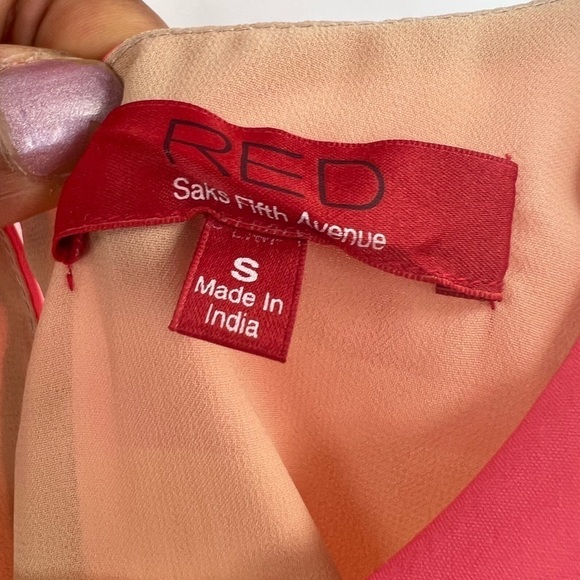 RED
Saks Fifth Avenue
S
Made In
India